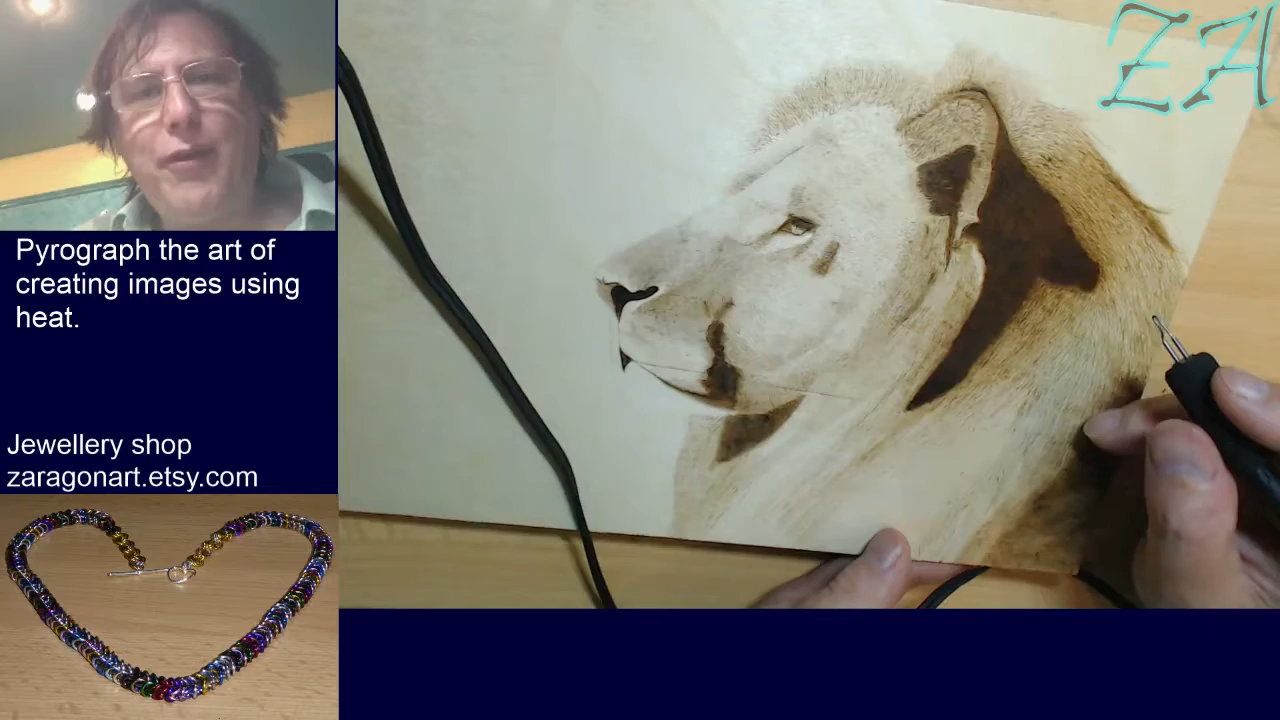 ZA
Pyrograph the art of
creating images using
heat.
Jewellery shop
zaragonart.etsy.com